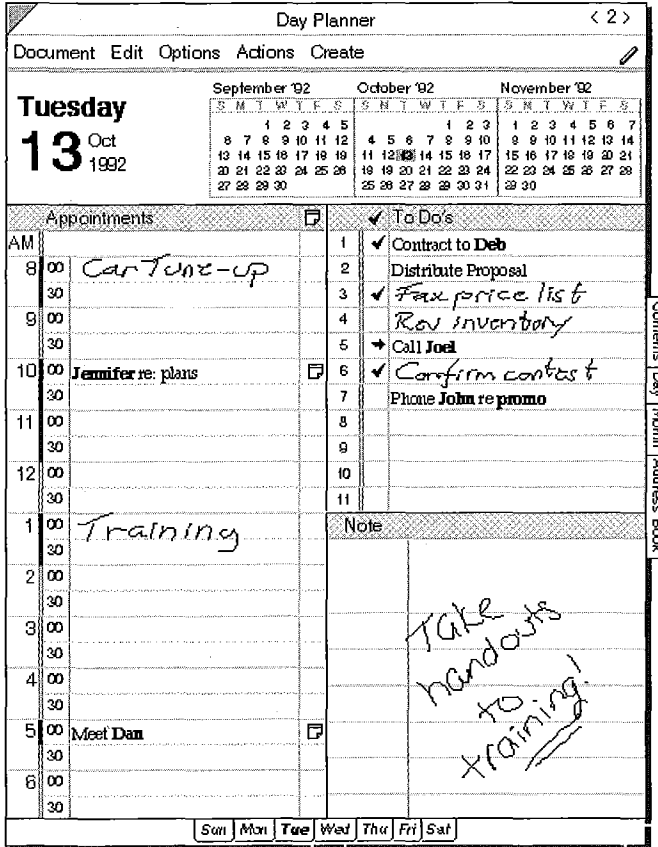 Day Planner < 2 >
Document Edit Options Actions Create
Tuesday
13 Oct
1992
September '92
S M T W T F S
1 2 3 4 5
6 7 8 9 10 11 12
13 14 15 16 17 18 19
20 21 22 23 24 25 26
27 28 29 30
October '92
S M T W T F S
1 2 3
4 5 6 7 8 9 10
11 12 13 14 15 16 17
18 19 20 21 22 23 24
25 26 27 28 29 30 31
November '92
S M T W T F S
1 2 3 4 5 6 7
8 9 10 11 12 13 14
15 16 17 18 19 20 21
22 23 24 25 26 27 28
29 30
Appointments
AM
8 00 Car Tune-up
30
9 00
30
10 00 Jennifer re: plans
30
11 00
30
12 00
30
1 00 Training
30
2 00
30
3 00
30
4 00
30
5 00 Meet Dan
30
6 00
30
✓ To Do's
1 ✓ Contract to Deb
2 Distribute Proposal
3 ✓ Fax price list
4 Rev inventory
5 → Call Joel
6 ✓ Confirm contest
7 Phone John re promo
8
9
10
11
Note
Take
handouts
to
training!
Contents Day Month Address Book
Sun Mon Tue Wed Thu Fri Sat